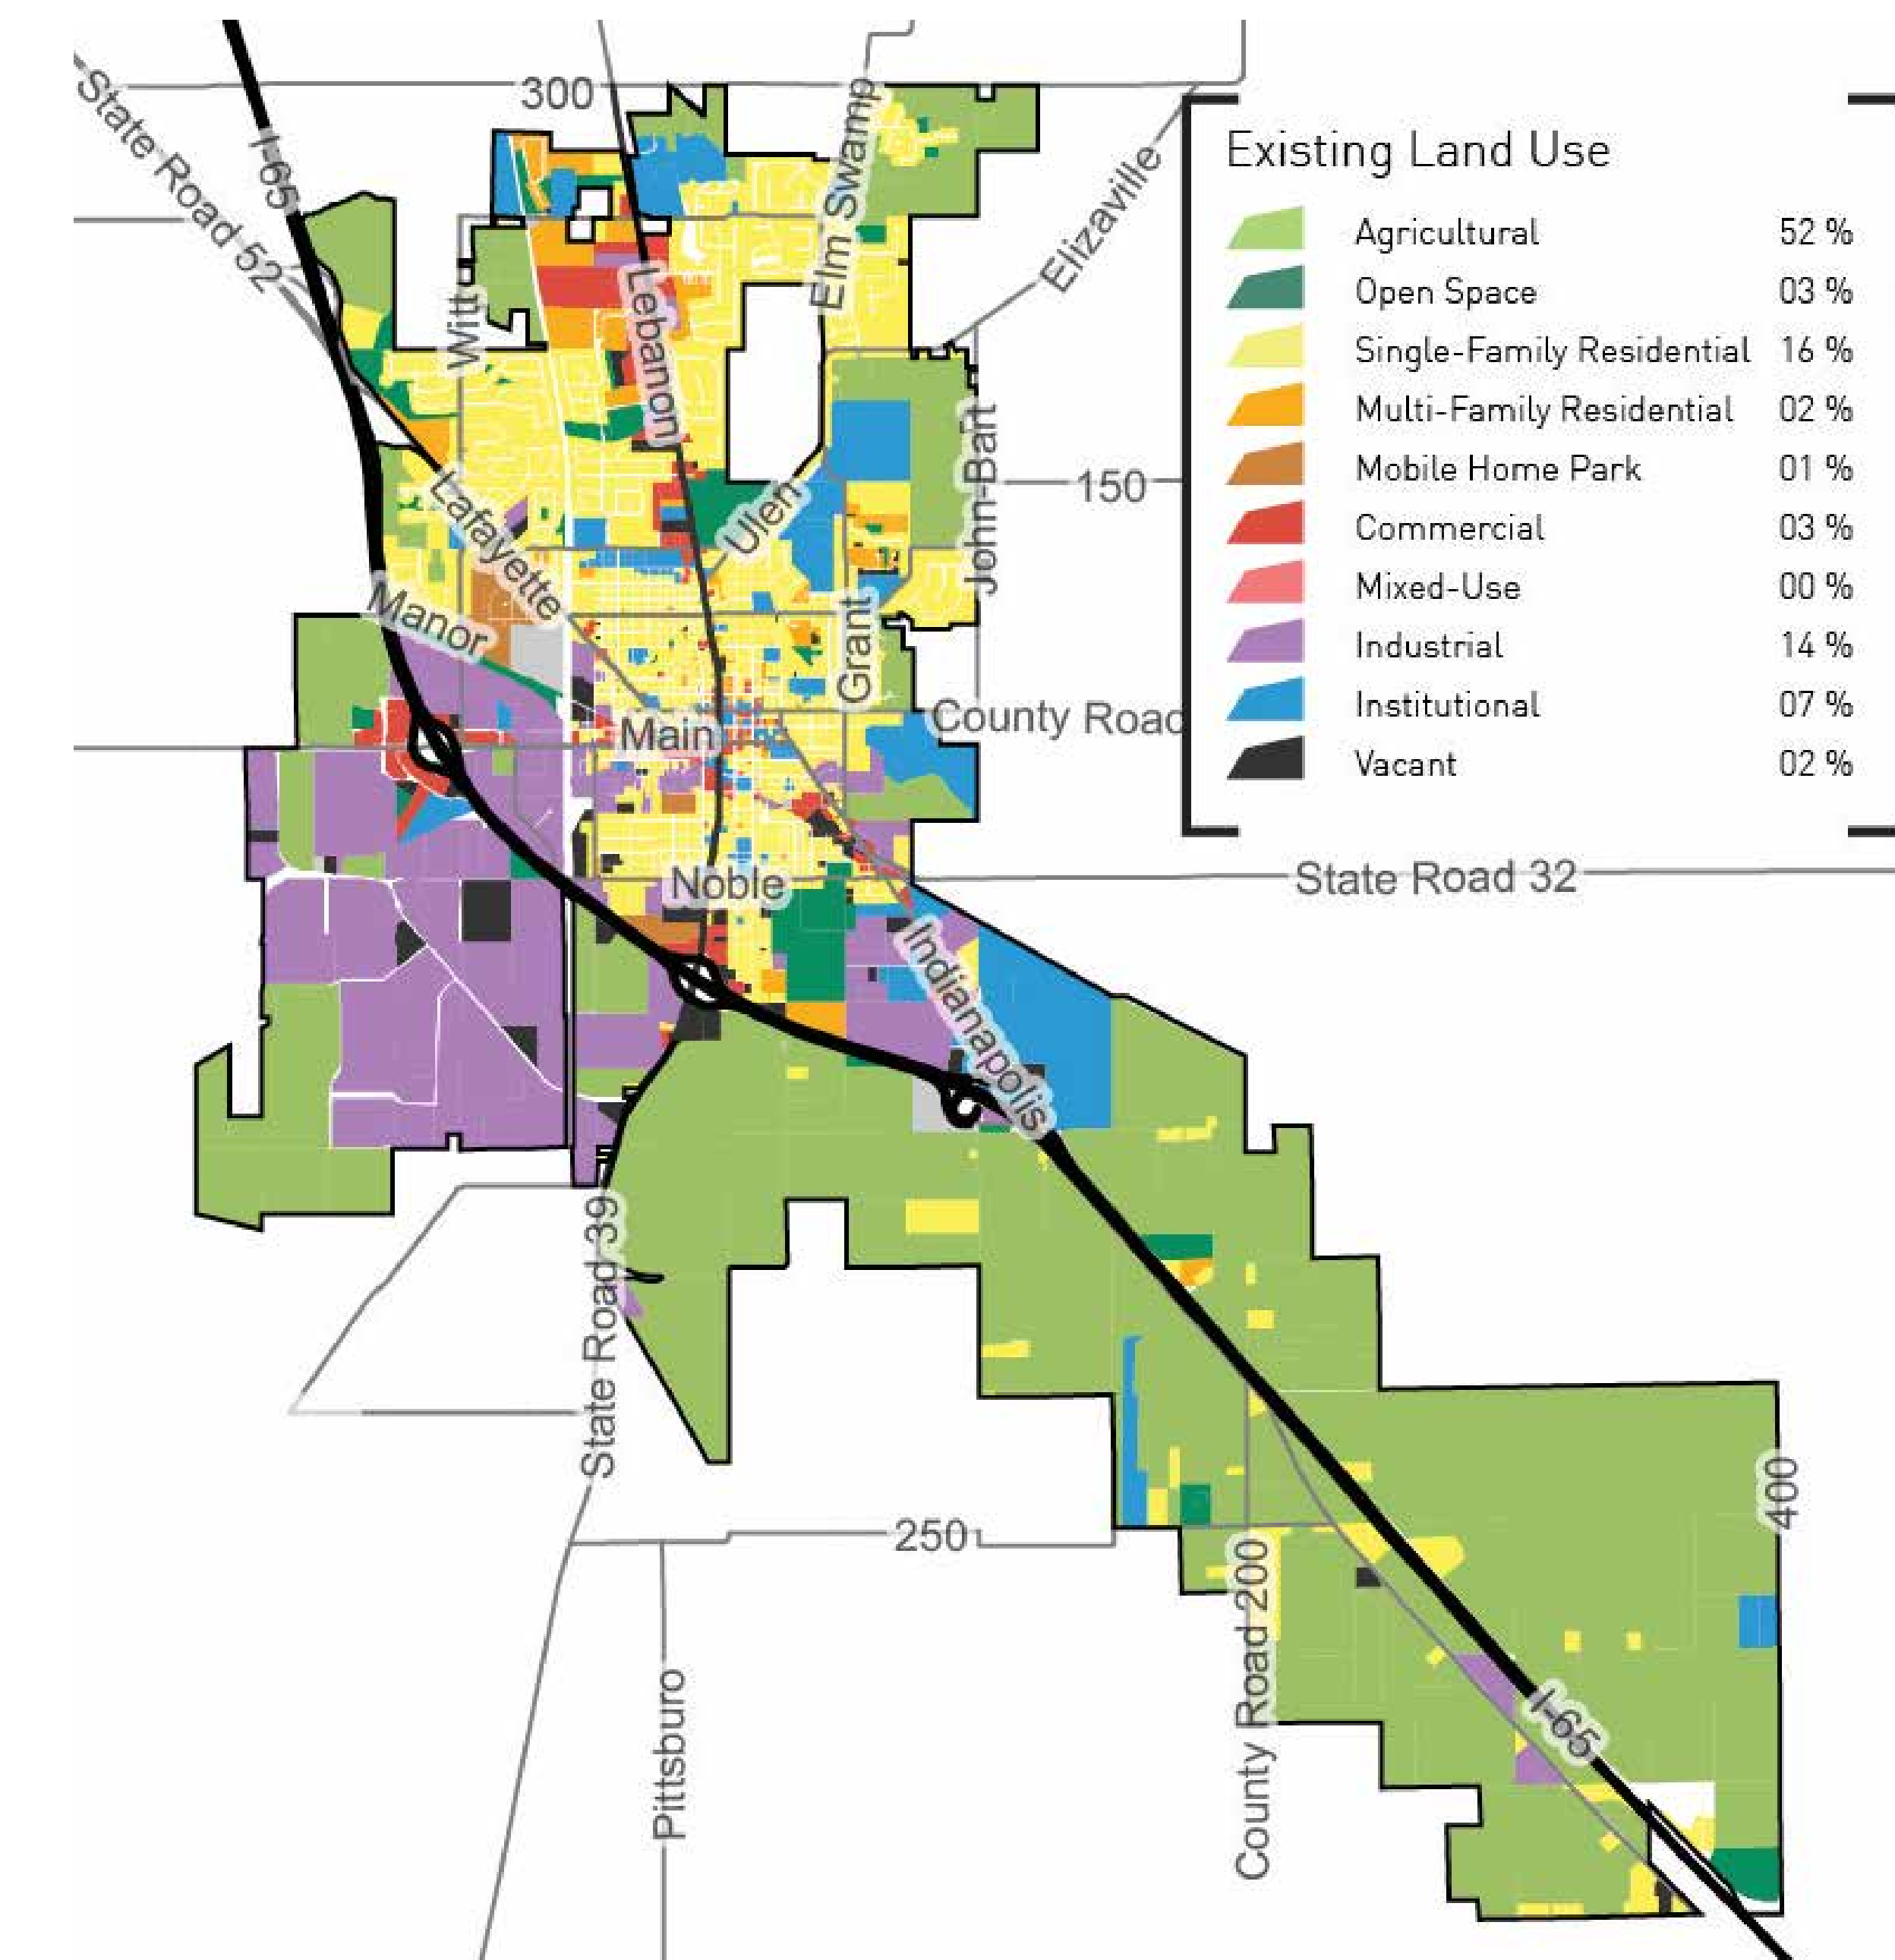 300
State Road 52
I-65
Elm Swamp
Elizaville
Witt
Lebanon
John-Bart
150
Ulen
Lafayette
Manor
Grant
Main
County Road
Noble
State Road 32
Indianapolis
State Road 39
250
400
County Road 200
Pittsburo
I-65
Existing Land Use
Agricultural 52 %
Open Space 03 %
Single-Family Residential 16 %
Multi-Family Residential 02 %
Mobile Home Park 01 %
Commercial 03 %
Mixed-Use 00 %
Industrial 14 %
Institutional 07 %
Vacant 02 %